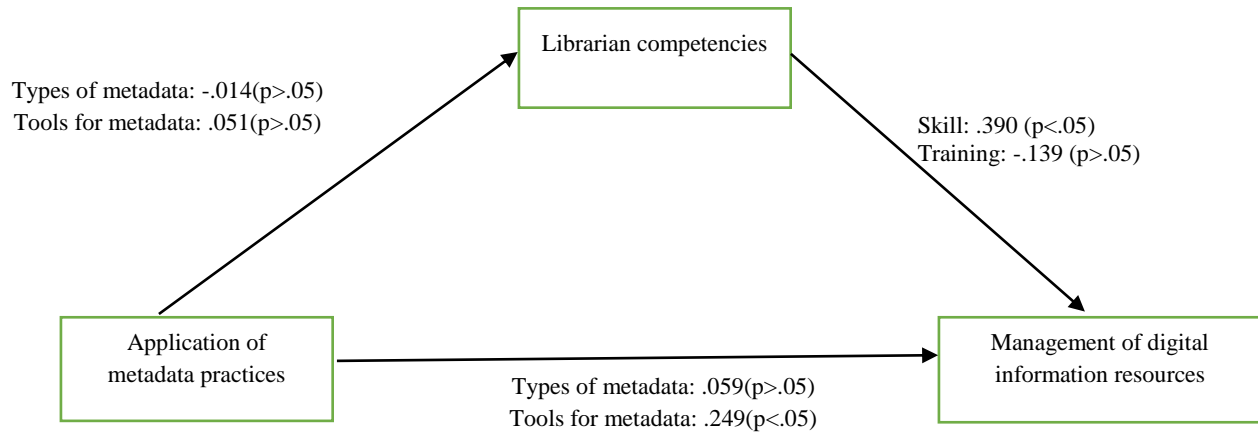 Librarian competencies
Types of metadata: -.014(p>.05)
Tools for metadata: .051(p>.05)
Skill: .390 (p<.05)
Training: -.139 (p>.05)
Application of
metadata practices
Management of digital
information resources
Types of metadata: .059(p>.05)
Tools for metadata: .249(p<.05)